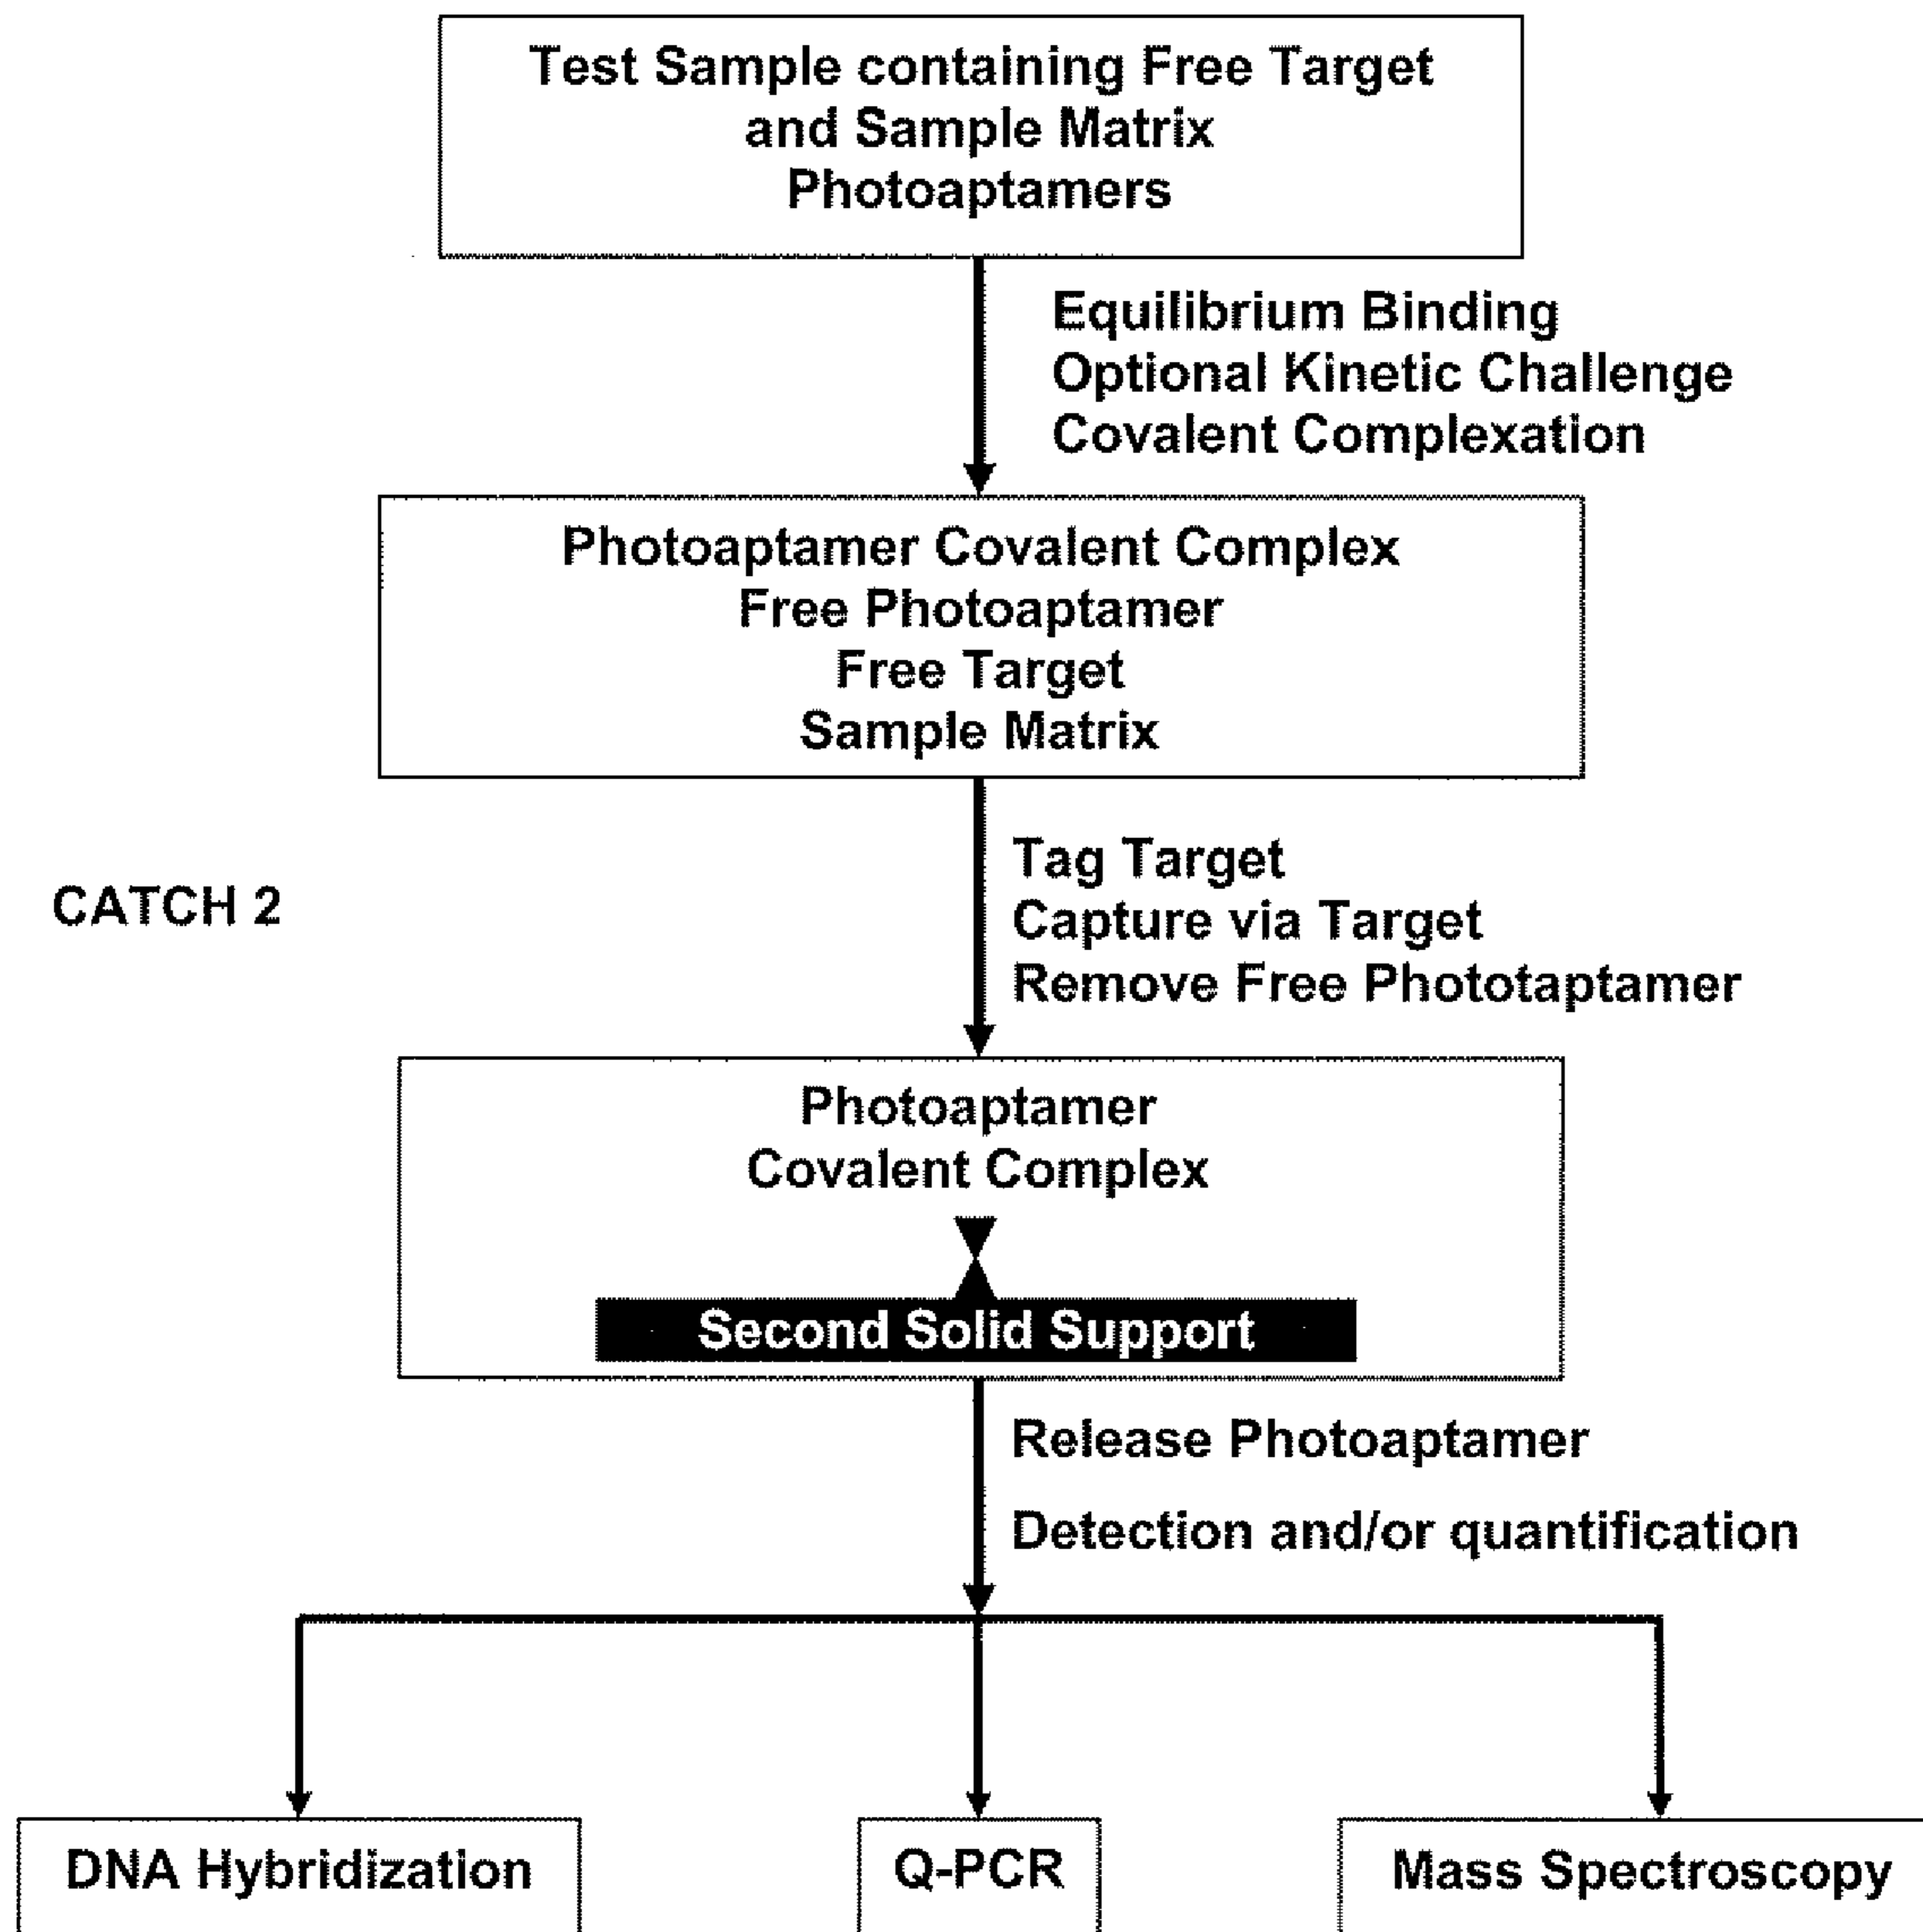 Test Sample containing Free Target
and Sample Matrix
Photoaptamers
Equilibrium Binding
Optional Kinetic Challenge
Covalent Complexation
Photoaptamer Covalent Complex
Free Photoaptamer
Free Target
Sample Matrix
CATCH 2
Tag Target
Capture via Target
Remove Free Phototaptamer
Photoaptamer
Covalent Complex
Second Solid Support
Release Photoaptamer
Detection and/or quantification
DNA Hybridization
Q-PCR
Mass Spectroscopy